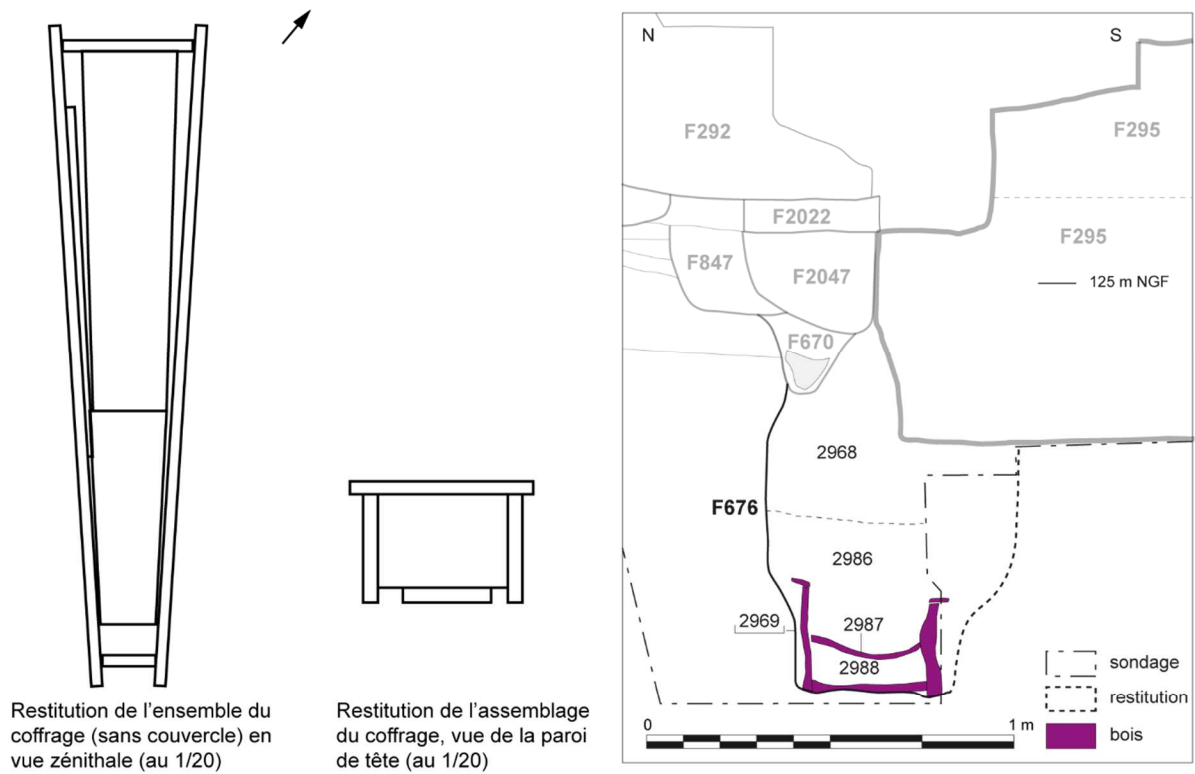 Restitution de l'ensemble du
coffrage (sans couvercle) en
vue zénithale (au 1/20)
Restitution de l'assemblage
du coffrage, vue de la paroi
de tête (au 1/20)
N
S
F292
F295
F2022
F295
F847
F2047
125 m NGF
F670
2968
F676
2986
2969
2987
2988
sondage
restitution
bois
0
1 m